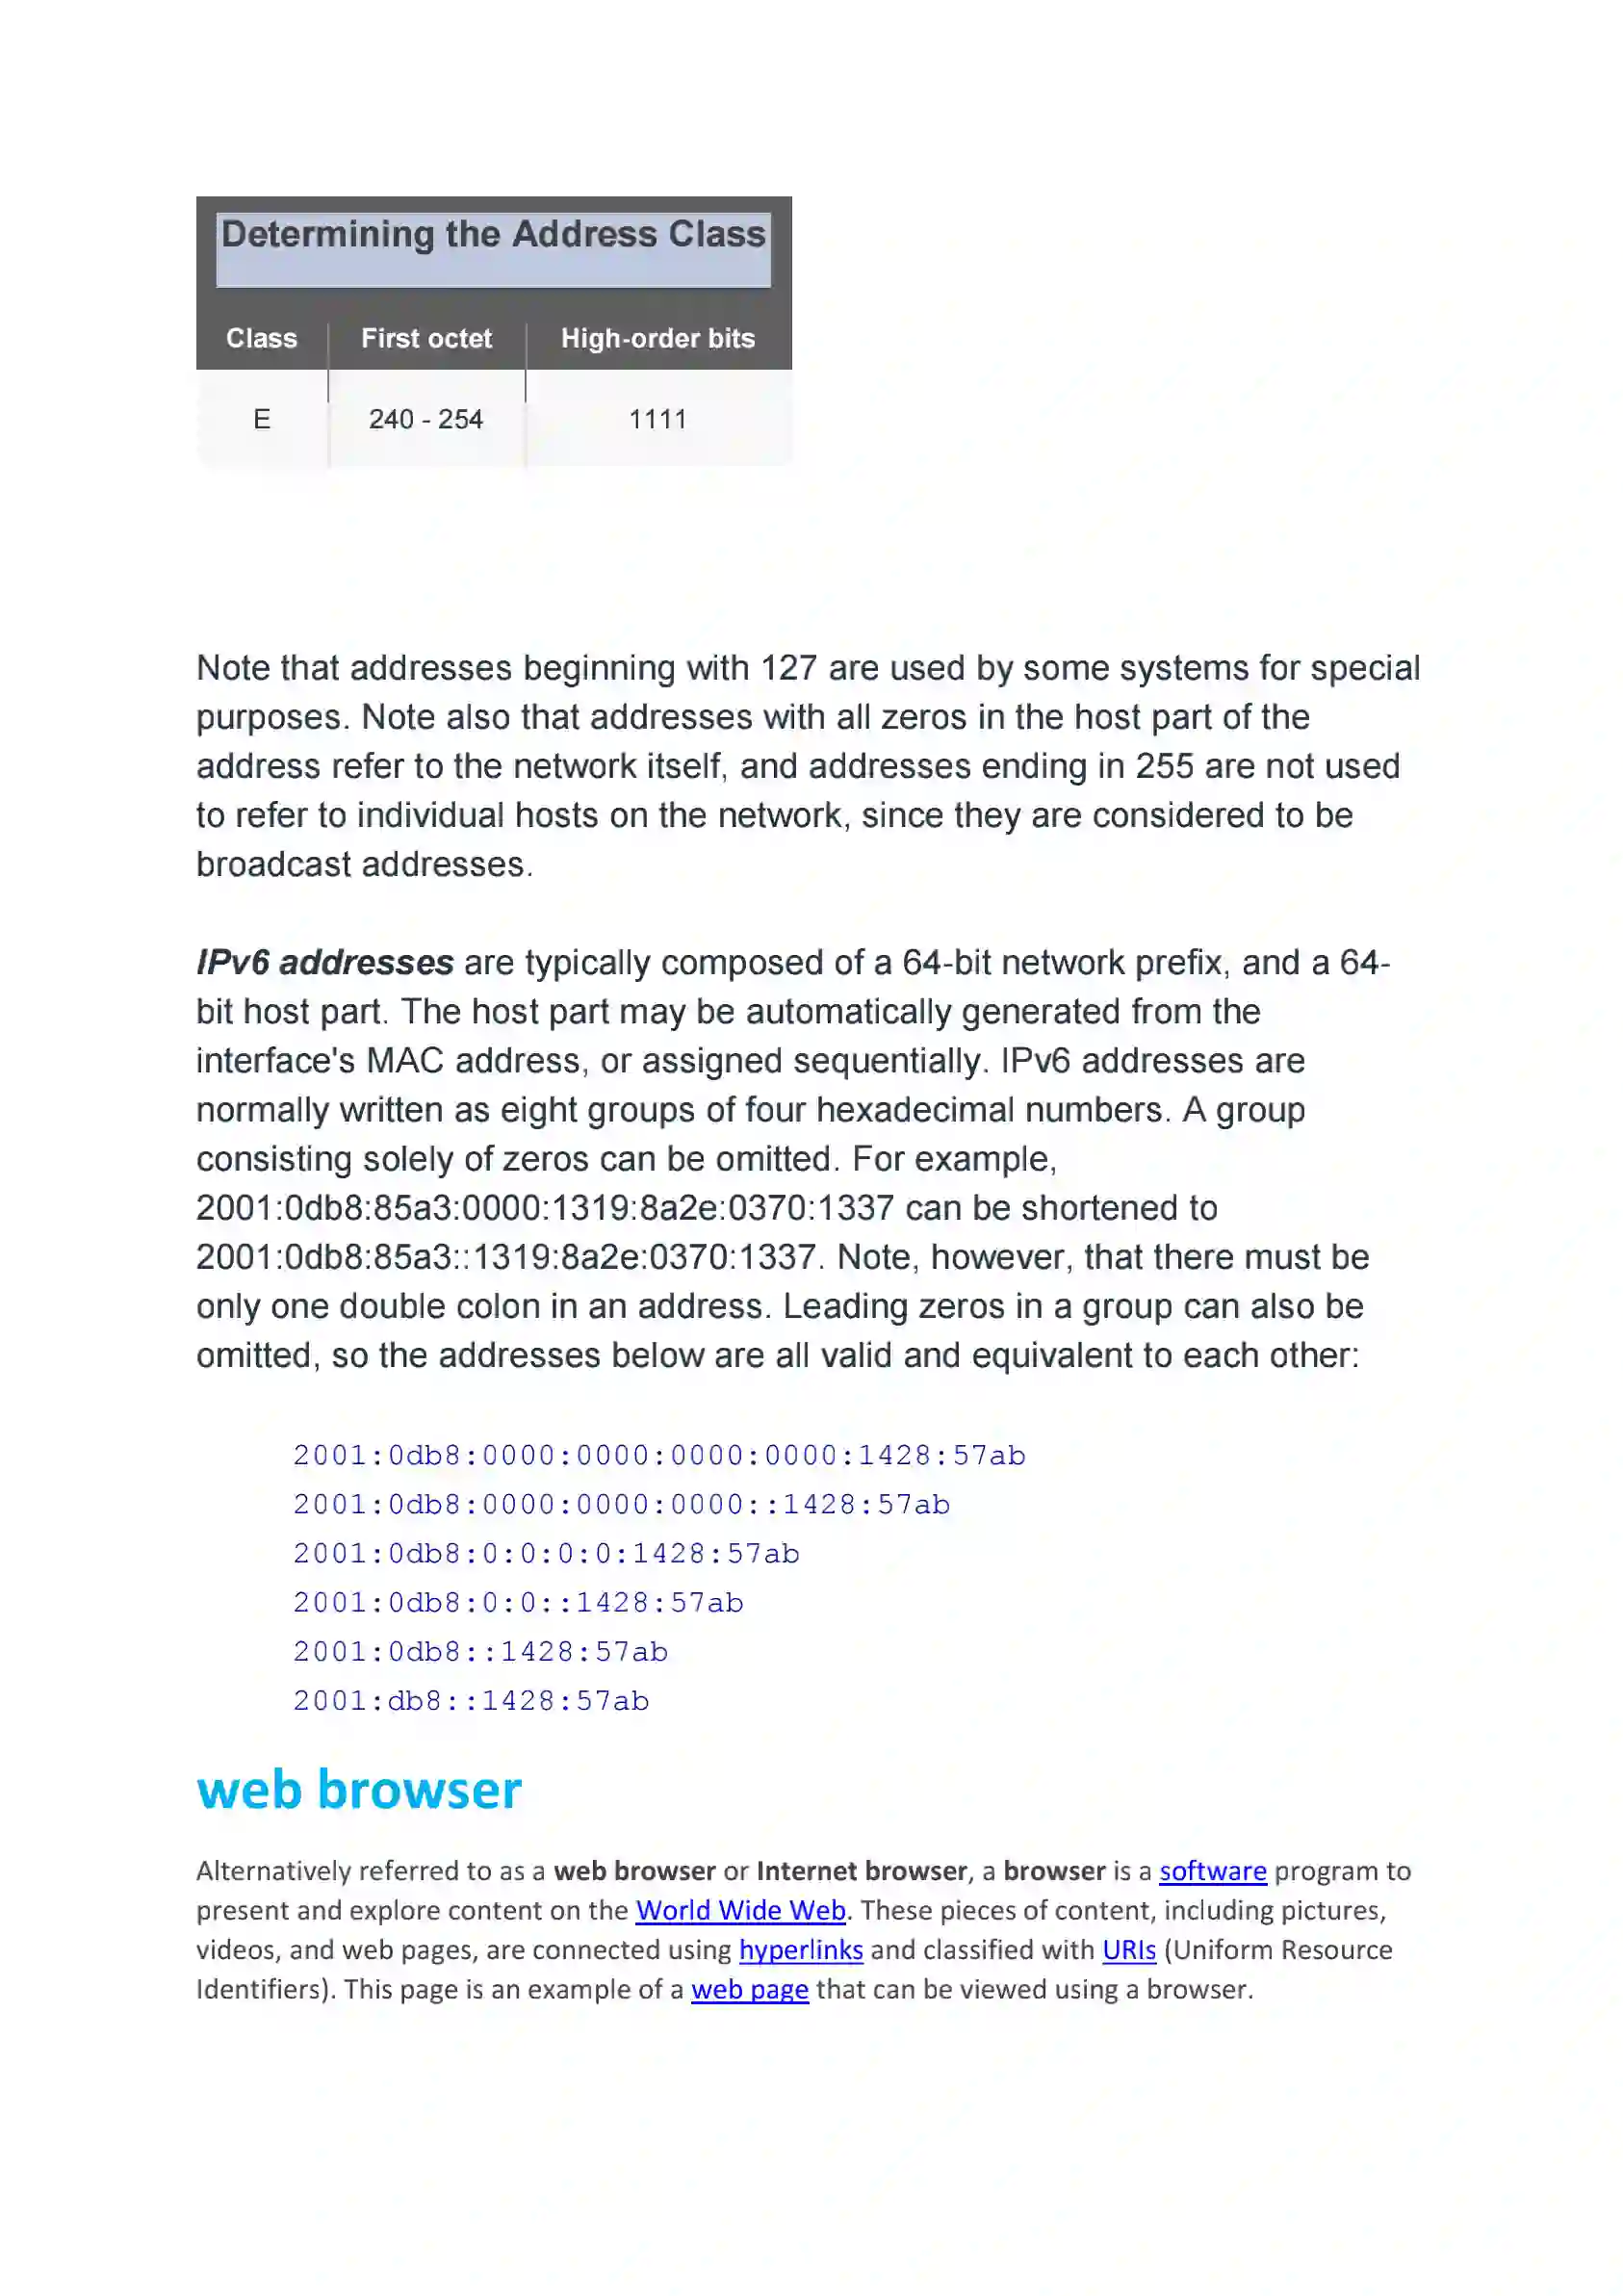 Determining the Address Class
Class First octet High-order bits
E 240 - 254 1111
Note that addresses beginning with 127 are used by some systems for special
purposes. Note also that addresses with all zeros in the host part of the
address refer to the network itself, and addresses ending in 255 are not used
to refer to individual hosts on the network, since they are considered to be
broadcast addresses.
IPv6 addresses are typically composed of a 64-bit network prefix, and a 64-
bit host part. The host part may be automatically generated from the
interface's MAC address, or assigned sequentially. IPv6 addresses are
normally written as eight groups of four hexadecimal numbers. A group
consisting solely of zeros can be omitted. For example,
2001:0db8:85a3:0000:1319:8a2e:0370:1337 can be shortened to
2001:0db8:85a3::1319:8a2e:0370:1337. Note, however, that there must be
only one double colon in an address. Leading zeros in a group can also be
omitted, so the addresses below are all valid and equivalent to each other:
2001:0db8:0000:0000:0000:0000:1428:57ab
2001:0db8:0000:0000:0000::1428:57ab
2001:0db8:0:0:0:0:1428:57ab
2001:0db8:0:0::1428:57ab
2001:0db8::1428:57ab
2001:db8::1428:57ab
web browser
Alternatively referred to as a web browser or Internet browser, a browser is a software program to
present and explore content on the World Wide Web. These pieces of content, including pictures,
videos, and web pages, are connected using hyperlinks and classified with URIs (Uniform Resource
Identifiers). This page is an example of a web page that can be viewed using a browser.